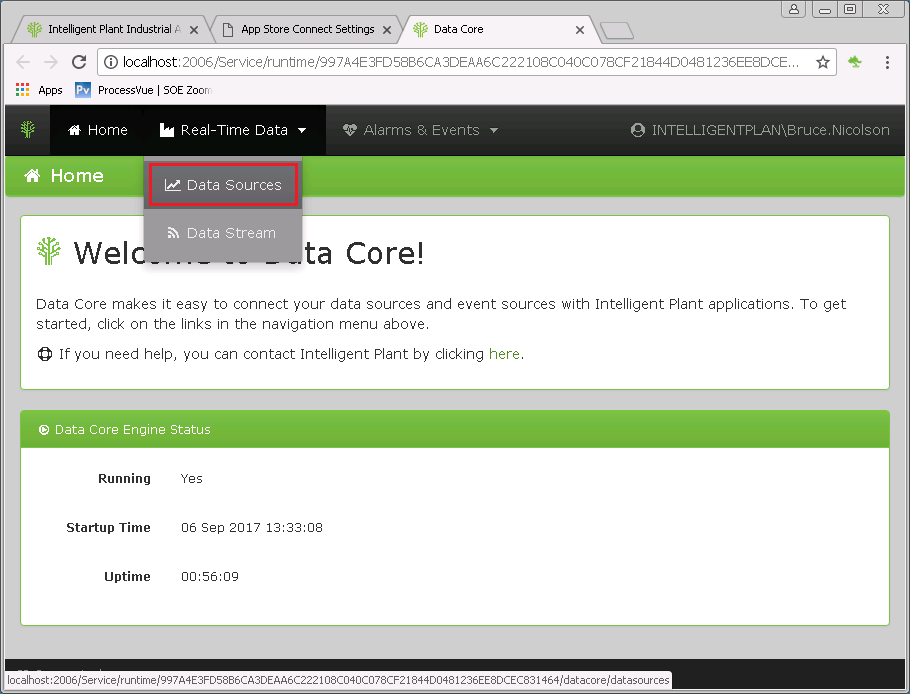 Intelligent Plant Industrial A
App Store Connect Settings
Data Core
localhost:2006/Service/runtime/997A4E3FD58B6CA3DEAA6C222108C040C078CF21844D0481236EE8DCE...
Apps
Pv
ProcessVue | SOE Zoom
Home
Real-Time Data
Alarms & Events
INTELLIGENTPLAN\Bruce.Nicolson
Home
Data Sources
Data Stream
Welcome to Data Core!
Data Core makes it easy to connect your data sources and event sources with Intelligent Plant applications. To get
started, click on the links in the navigation menu above.
If you need help, you can contact Intelligent Plant by clicking here.
Data Core Engine Status
Running Yes
Startup Time 06 Sep 2017 13:33:08
Uptime 00:56:09
localhost:2006/Service/runtime/997A4E3FD58B6CA3DEAA6C222108C040C078CF21844D0481236EE8DCEC831464/datacore/datasources